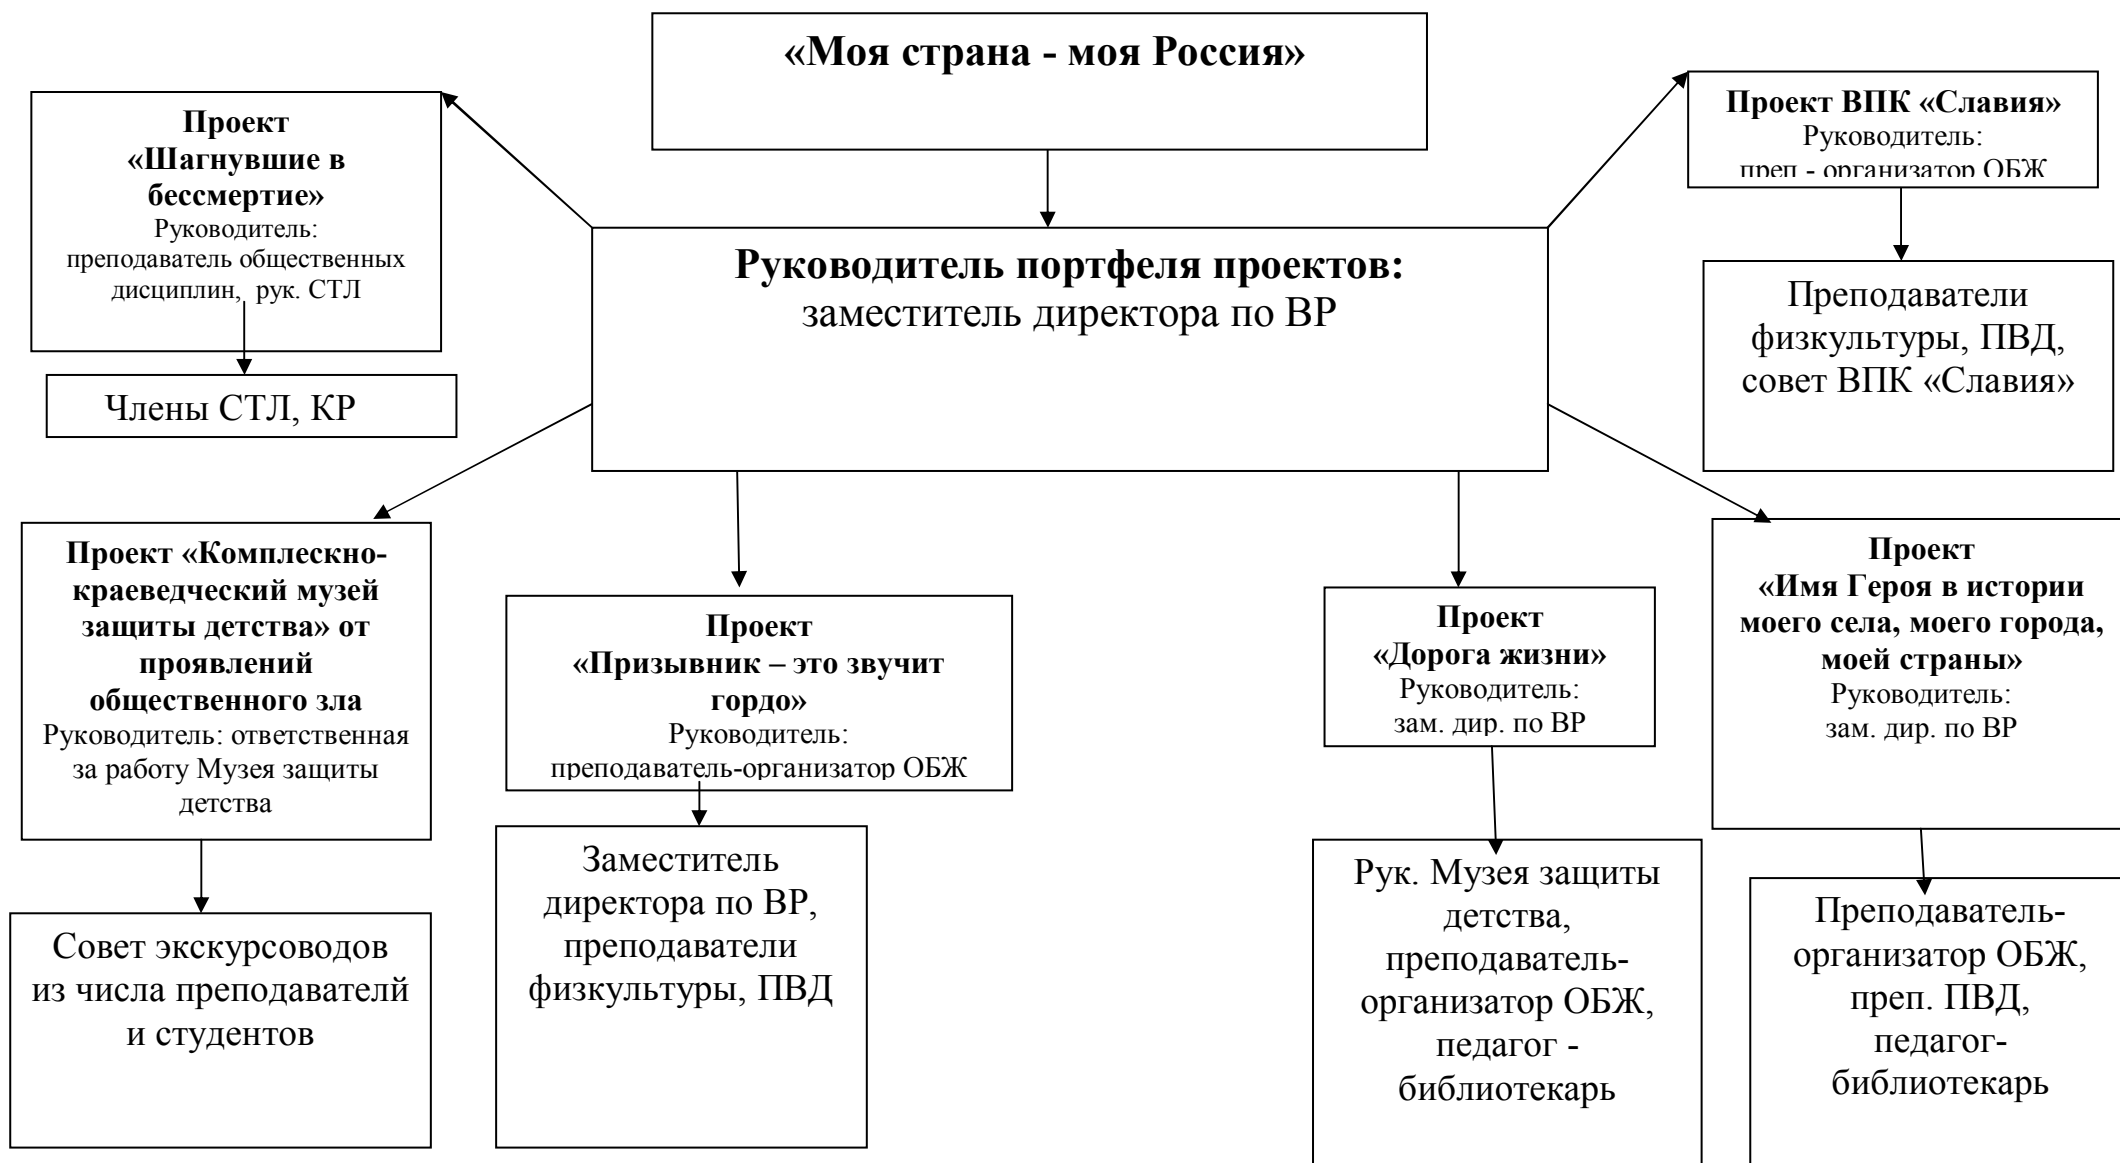 «Моя страна - моя Россия»
Проект
«Шагнувшие в
бессмертие»
Руководитель:
преподаватель общественных
дисциплин, рук. СТЛ
Члены СТЛ, КР
Руководитель портфеля проектов:
заместитель директора по ВР
Проект ВПК «Славия»
Руководитель:
преп - организатор ОБЖ
Преподаватели
физкультуры, ПВД,
совет ВПК «Славия»
Проект «Комплескно-
краеведческий музей
защиты детства» от
проявлений
общественного зла
Руководитель: ответственная
за работу Музея защиты
детства
Совет экскурсоводов
из числа преподавателй
и студентов
Проект
«Призывник – это звучит
гордо»
Руководитель:
преподаватель-организатор ОБЖ
Заместитель
директора по ВР,
преподаватели
физкультуры, ПВД
Проект
«Дорога жизни»
Руководитель:
зам. дир. по ВР
Рук. Музея защиты
детства,
преподаватель-
организатор ОБЖ,
педагог -
библиотекарь
Проект
«Имя Героя в истории
моего села, моего города,
моей страны»
Руководитель:
зам. дир. по ВР
Преподаватель-
организатор ОБЖ,
преп. ПВД,
педагог-
библиотекарь